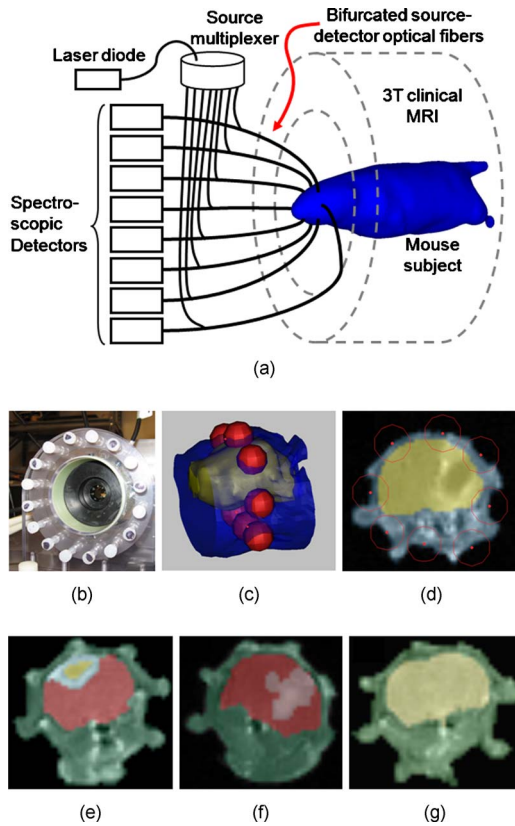 Source
multiplexer
Bifurcated source-
detector optical fibers
Laser diode
3T clinical
MRI
Spectro-
scopic
Detectors
Mouse
subject
(a)
(b)
(c)
(d)
(e)
(f)
(g)